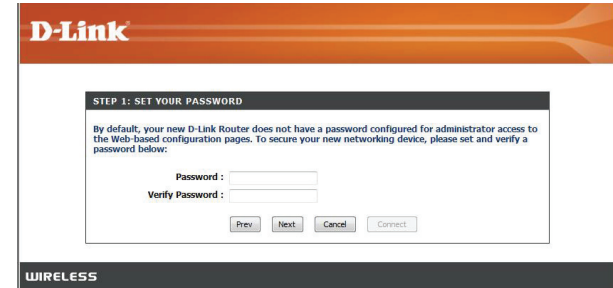 D-Link
STEP 1: SET YOUR PASSWORD
By default, your new D-Link Router does not have a password configured for administrator access to
the Web-based configuration pages. To secure your new networking device, please set and verify a
password below:
Password :
Verify Password :
Prev Next Cancel Connect
WIRELESS